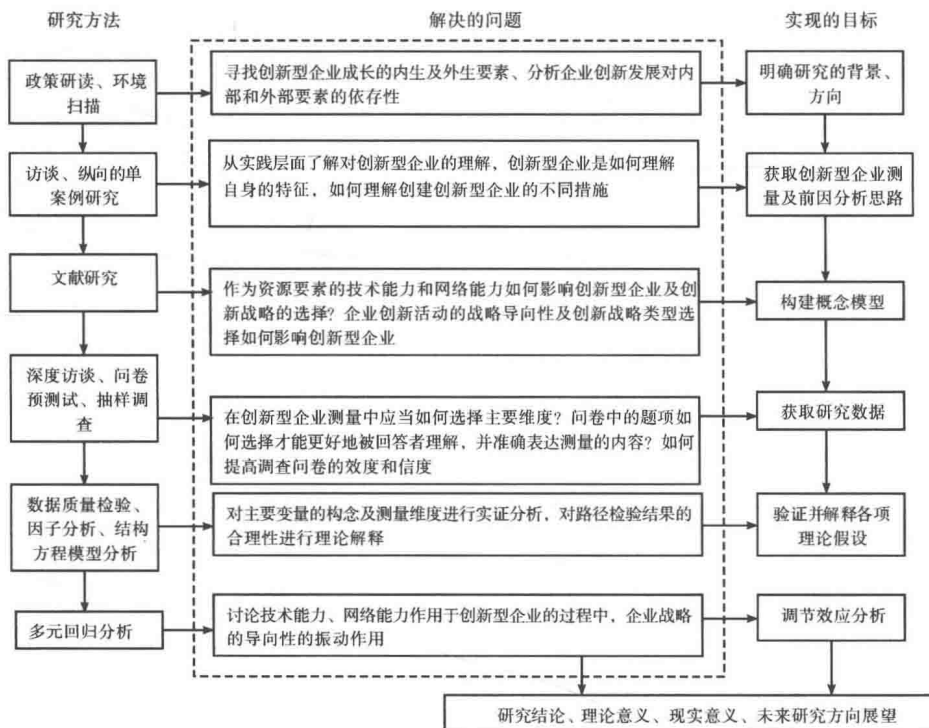 研究方法
解决的问题
实现的目标
政策研读、环境
扫描
寻找创新型企业成长的内生及外生要素、分析企业创新发展对内
部和外部要素的依存性
明确研究的背景、
方向
访谈、纵向的单
案例研究
从实践层面了解对创新型企业的理解，创新型企业是如何理解
自身的特征，如何理解创建创新型企业的不同措施
获取创新型企业测
量及前因分析思路
文献研究
作为资源要素的技术能力和网络能力如何影响创新型企业及创
新战略的选择？企业创新活动的战略导向性及创新战略类型选
择如何影响创新型企业
构建概念模型
深度访谈、问卷
预测试、抽样调
查
在创新型企业测量中应当如何选择主要维度？问卷中的题项如
何选择才能更好地被回答者理解，并准确表达测量的内容？如何
提高调查问卷的效度和信度
获取研究数据
数据质量检验、
因子分析、结构
方程模型分析
对主要变量的构念及测量维度进行实证分析，对路径检验结果的
合理性进行理论解释
验证并解释各项
理论假设
多元回归分析
讨论技术能力、网络能力作用于创新型企业的过程中，企业战略
的导向性的振动作用
调节效应分析
研究结论、理论意义、现实意义、未来研究方向展望